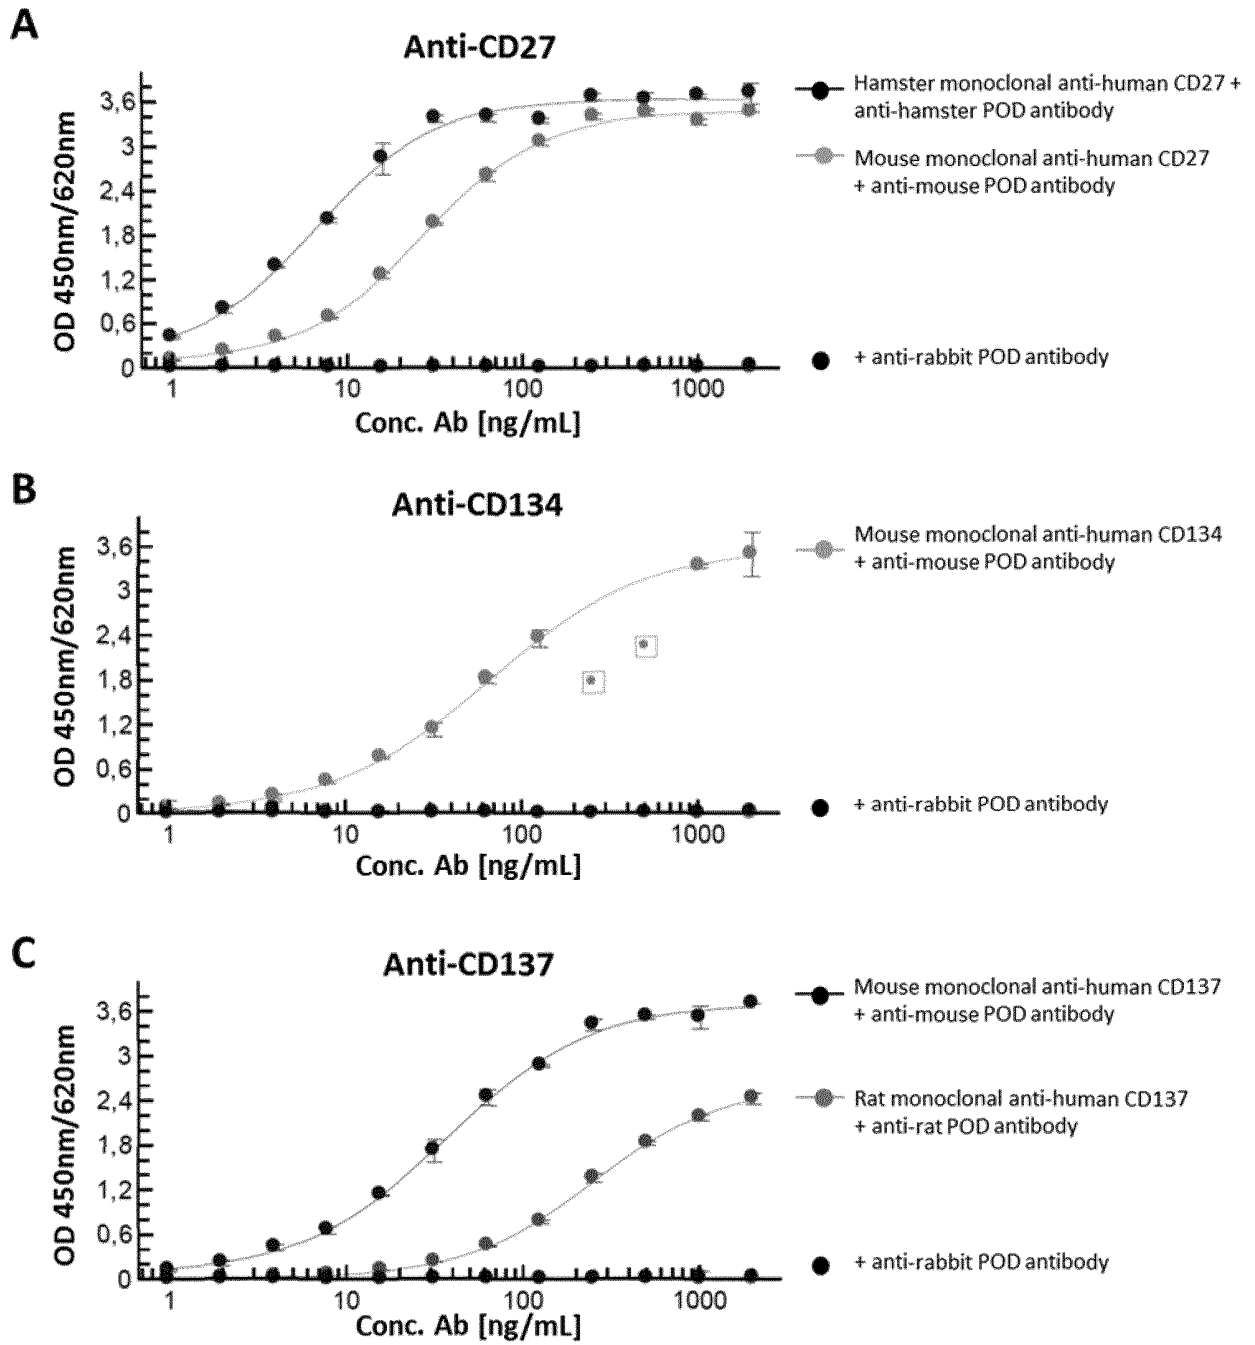 A
Anti-CD27
OD 450nm/620nm
3,6
3
2,4
1,8
1,2
0,6
0
1
10
100
1000
Conc. Ab [ng/mL]
Hamster monoclonal anti-human CD27 +
anti-hamster POD antibody
Mouse monoclonal anti-human CD27
+ anti-mouse POD antibody
+ anti-rabbit POD antibody
B
Anti-CD134
OD 450nm/620nm
3,6
3
2,4
1,8
1,2
0,6
0
1
10
100
1000
Conc. Ab [ng/mL]
Mouse monoclonal anti-human CD134
+ anti-mouse POD antibody
+ anti-rabbit POD antibody
C
Anti-CD137
OD 450nm/620nm
3,6
3
2,4
1,8
1,2
0,6
0
1
10
100
1000
Conc. Ab [ng/mL]
Mouse monoclonal anti-human CD137
+ anti-mouse POD antibody
Rat monoclonal anti-human CD137
+ anti-rat POD antibody
+ anti-rabbit POD antibody